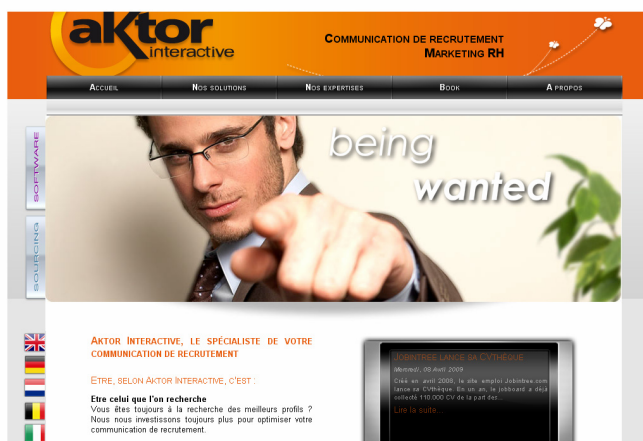 aktor
interactive
COMMUNICATION DE RECRUTEMENT
MARKETING RH
ACCUEIL
NOS SOLUTIONS
NOS EXPERTISES
BOOK
A PROPOS
SOFTWARE
SOURCING
being
wanted
AKTOR INTERACTIVE, LE SPÉCIALISTE DE VOTRE
COMMUNICATION DE RECRUTEMENT
ETRE, SELON AKTOR INTERACTIVE, C'EST :
Etre celui que l'on recherche
Vous êtes toujours à la recherche des meilleurs profils ?
Nous nous investissons toujours plus pour optimiser votre
communication de recrutement.
JOBINTREE LANCE SA CVTHÈQUE
Mercredi, 08 Avril 2009
Créé en avril 2008, le site emploi Jobintree.com
lance sa CVthèque. En un an, le jobboard a déjà
collecté 110.000 CV de la part des...
Lire la suite...